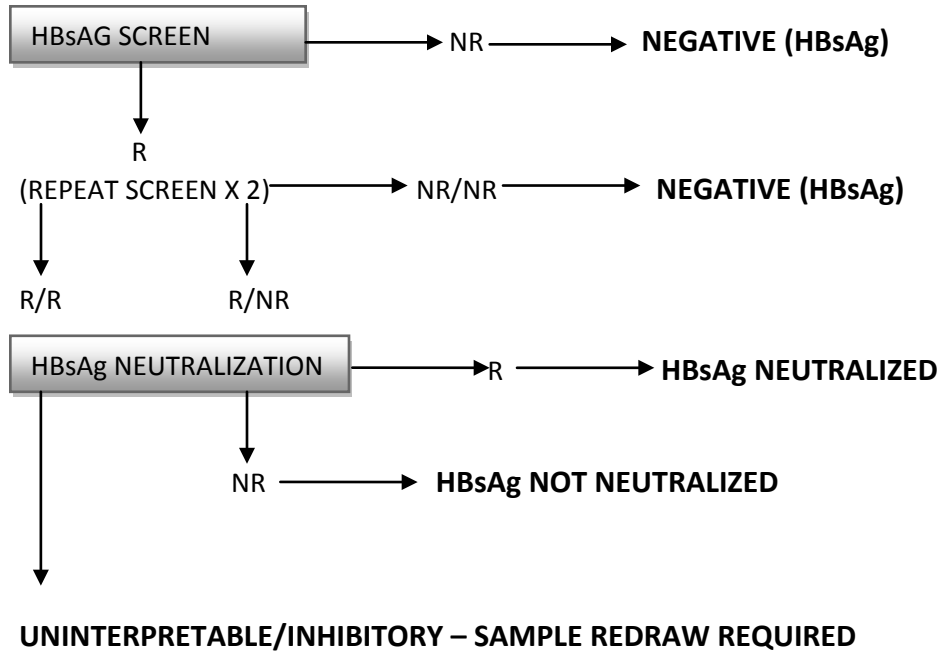 HBsAG SCREEN NR NEGATIVE (HBsAg)
R
(REPEAT SCREEN X 2) NR/NR NEGATIVE (HBsAg)
R/R R/NR
HBsAg NEUTRALIZATION R HBsAg NEUTRALIZED
NR HBsAg NOT NEUTRALIZED
UNINTERPRETABLE/INHIBITORY – SAMPLE REDRAW REQUIRED